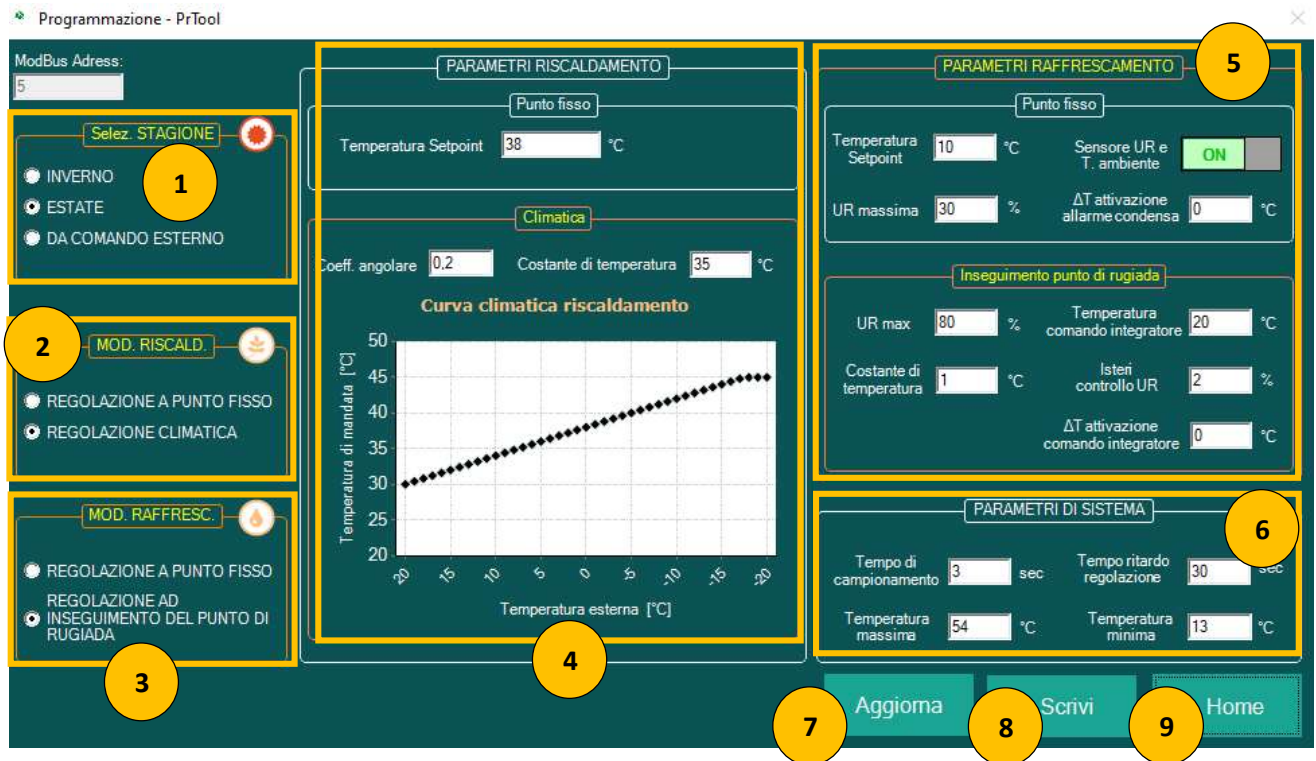 Programmazione - PrTool
ModBus Adress:
5
Selez. STAGIONE
1
INVERNO
ESTATE
DA COMANDO ESTERNO
2
MOD. RISCALD.
REGOLAZIONE A PUNTO FISSO
REGOLAZIONE CLIMATICA
MOD. RAFFRESC.
REGOLAZIONE A PUNTO FISSO
REGOLAZIONE AD
INSEGUIMENTO DEL PUNTO DI
RUGIADA
3
PARAMETRI RISCALDAMENTO
Punto fisso
Temperatura Setpoint 38 °C
Climatica
Coeff. angolare 0,2 Costante di temperatura 35 °C
Curva climatica riscaldamento
Temperatura di mandata [°C]
50
45
40
35
30
25
20
20 15 10 5 0 -5 -10 -15 -20
Temperatura esterna [°C]
4
PARAMETRI RAFFRESCAMENTO
5
Punto fisso
Temperatura
Setpoint
10 °C
Sensore UR e
T. ambiente
ON
UR massima 30 %
ΔT attivazione
allarme condensa
0 °C
Inseguimento punto di rugiada
UR max 80 %
Temperatura
comando integratore
20 °C
Costante di
temperatura
1 °C
Isteri
controllo UR
2 %
ΔT attivazione
comando integratore
0 °C
PARAMETRI DI SISTEMA
6
Tempo di
campionamento
3 sec
Tempo ritardo
regolazione
30 sec
Temperatura
massima
54 °C
Temperatura
minima
13 °C
7
Aggiorna
8
Scrivi
9
Home